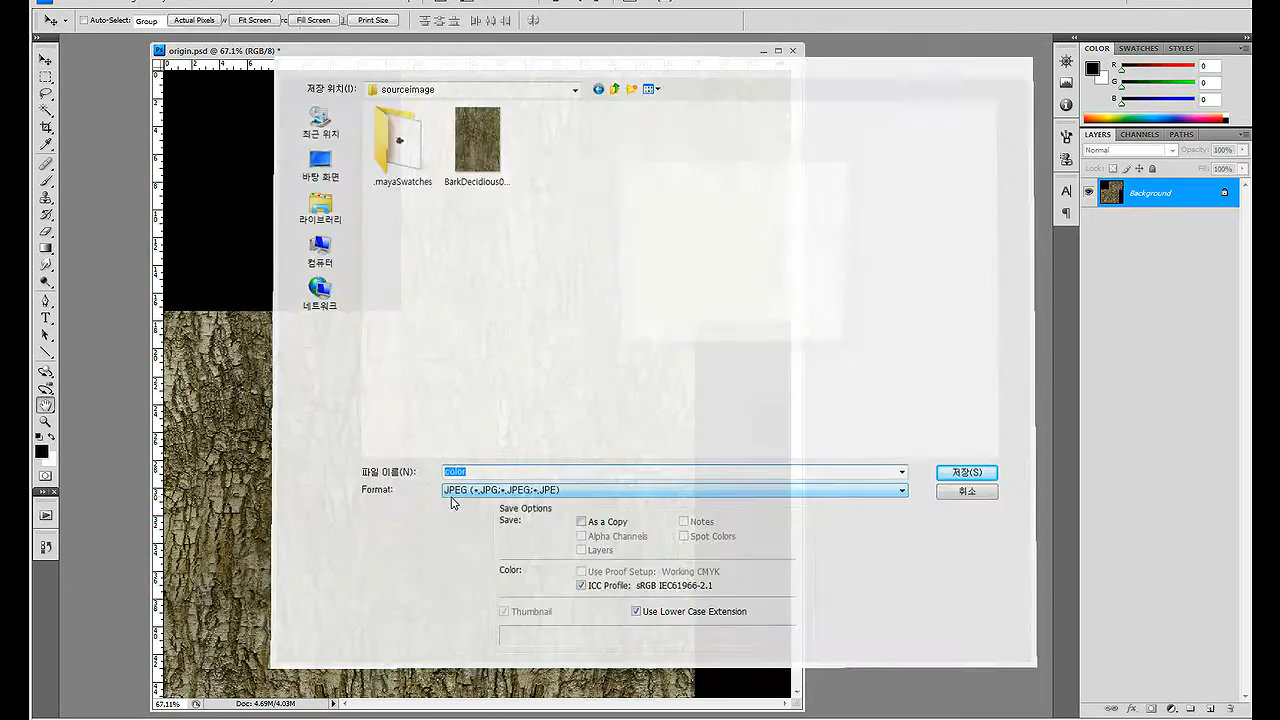 Auto-Select: Group Actual Pixels Fit Screen Fill Screen Print Size
origin.psd @ 67.1% (RGB/8) *
저장 위치(I): sourceimage
최근 위치
바탕 화면
라이브러리
컴퓨터
네트워크
.mayaSwatches BarkDecidious0...
파일 이름(N): color 저장(S)
Format: JPEG (*.JPG;*.JPEG;*.JPE) 취소
Save Options
Save: As a Copy Notes
Alpha Channels Spot Colors
Layers
Color: Use Proof Setup: Working CMYK
ICC Profile: sRGB IEC61966-2.1
Thumbnail Use Lower Case Extension
67.11% Doc: 4.69M/4.03M
COLOR SWATCHES STYLES
R 0
G 0
B 0
LAYERS CHANNELS PATHS
Normal Opacity: 100%
Lock: Fill: 100%
Background